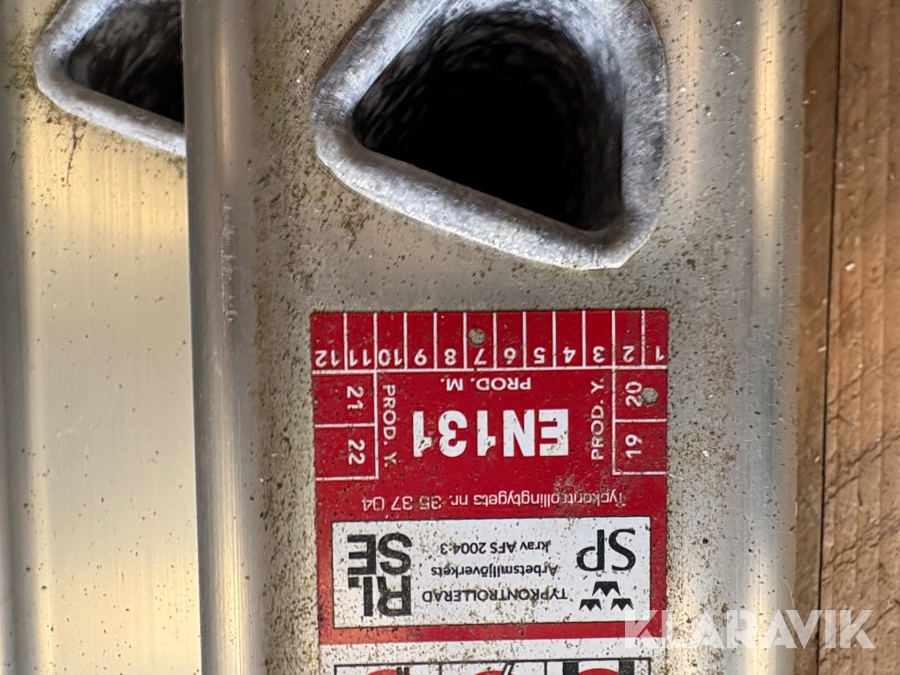 TYPKONTROLLERAD
Arbetsmiljöverkets
krav AFS 2004:3
SP
RL
SE
Typkontrollintygets nr. 35 37 04
EN131
PROD. Y.
19
20
PROD. Y.
22
21
PROD. M.
1 2 3 4 5 6 7 8 9 10 11 12
KLARAVIK